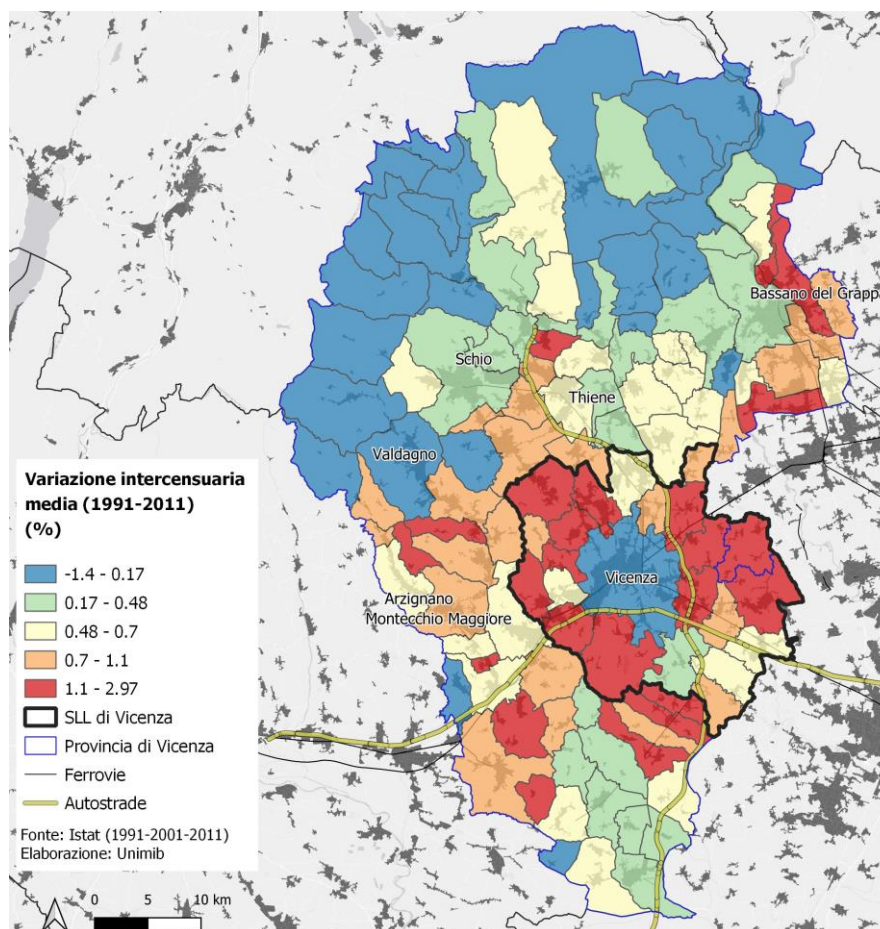 Bassano del Grapp
Schio
Thiene
Valdagno
Vicenza
Arzignano
Montecchio Maggiore
Variazione intercensuaria
media (1991-2011)
(%)
-1.4 - 0.17
0.17 - 0.48
0.48 - 0.7
0.7 - 1.1
1.1 - 2.97
SLL di Vicenza
Provincia di Vicenza
Ferrovie
Autostrade
Fonte: Istat (1991-2001-2011)
Elaborazione: Unimib
0 5 10 km